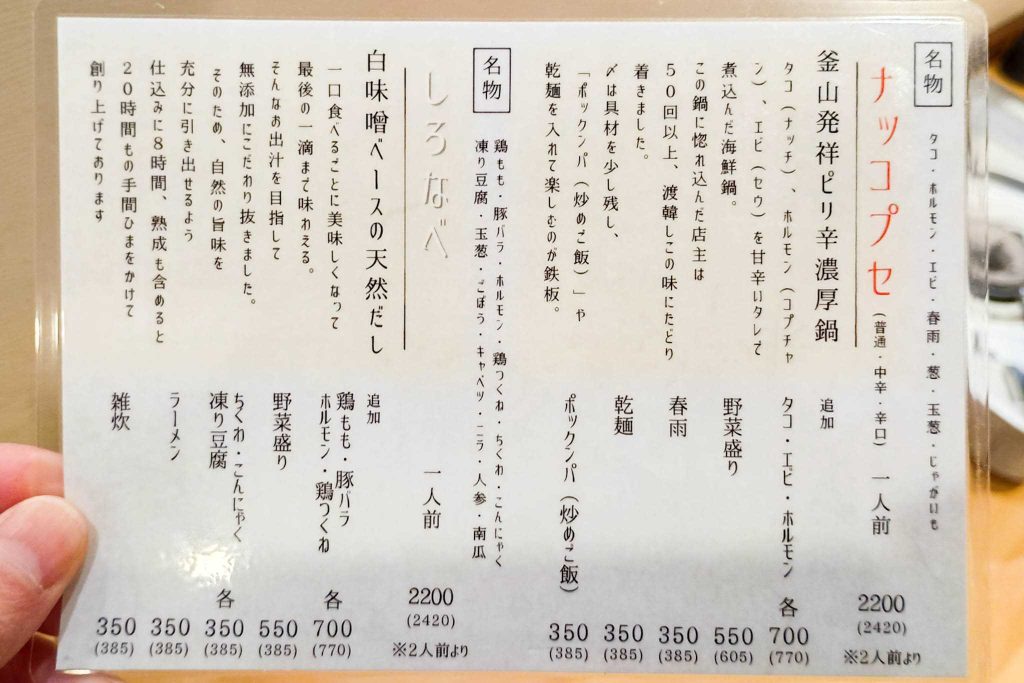 名物
タコ・ホルモン・エビ・春雨・葱・玉葱・じゃがいも
ナッコプセ（普通・中辛・辛口） 一人前 2200 (2420) ※2人前より
釜山発祥ピリ辛濃厚鍋
タコ（ナッチ）、ホルモン（コプチャ
ン）、エビ（セウ）を甘辛いタレで
煮込んだ海鮮鍋。
この鍋に惚れ込んだ店主は
50回以上、渡韓しこの味にたどり
着きました。
〆は具材を少し残し、
「ポックンパ（炒めご飯）」や
乾麺を入れて楽しむのが鉄板。
追加
タコ・エビ・ホルモン 各 700 (770)
野菜盛り 550 (605)
春雨 350 (385)
乾麺 350 (385)
ポックンパ（炒めご飯） 350 (385)
名物
鶏もも・豚バラ・ホルモン・鶏つくね・ちくわ・こんにゃく
凍り豆腐・玉葱・ごぼう・キャベツ・ニラ・人参・南瓜
しろなべ 一人前 2200 (2420) ※2人前より
白味噌ベースの天然だし
一口食べるごとに美味しくなって
最後の一滴まで味わえる。
そんなお出汁を目指して
無添加にこだわり抜きました。
そのため、自然の旨味を
充分に引き出せるよう
仕込みに8時間、熟成も含めると
20時間もの手間ひまをかけて
創り上げております
追加
鶏もも・豚バラ
ホルモン・鶏つくね 各 700 (770)
野菜盛り 550 (385)
ちくわ・こんにゃく
凍り豆腐 各 350 (385)
ラーメン 350 (385)
雑炊 350 (385)